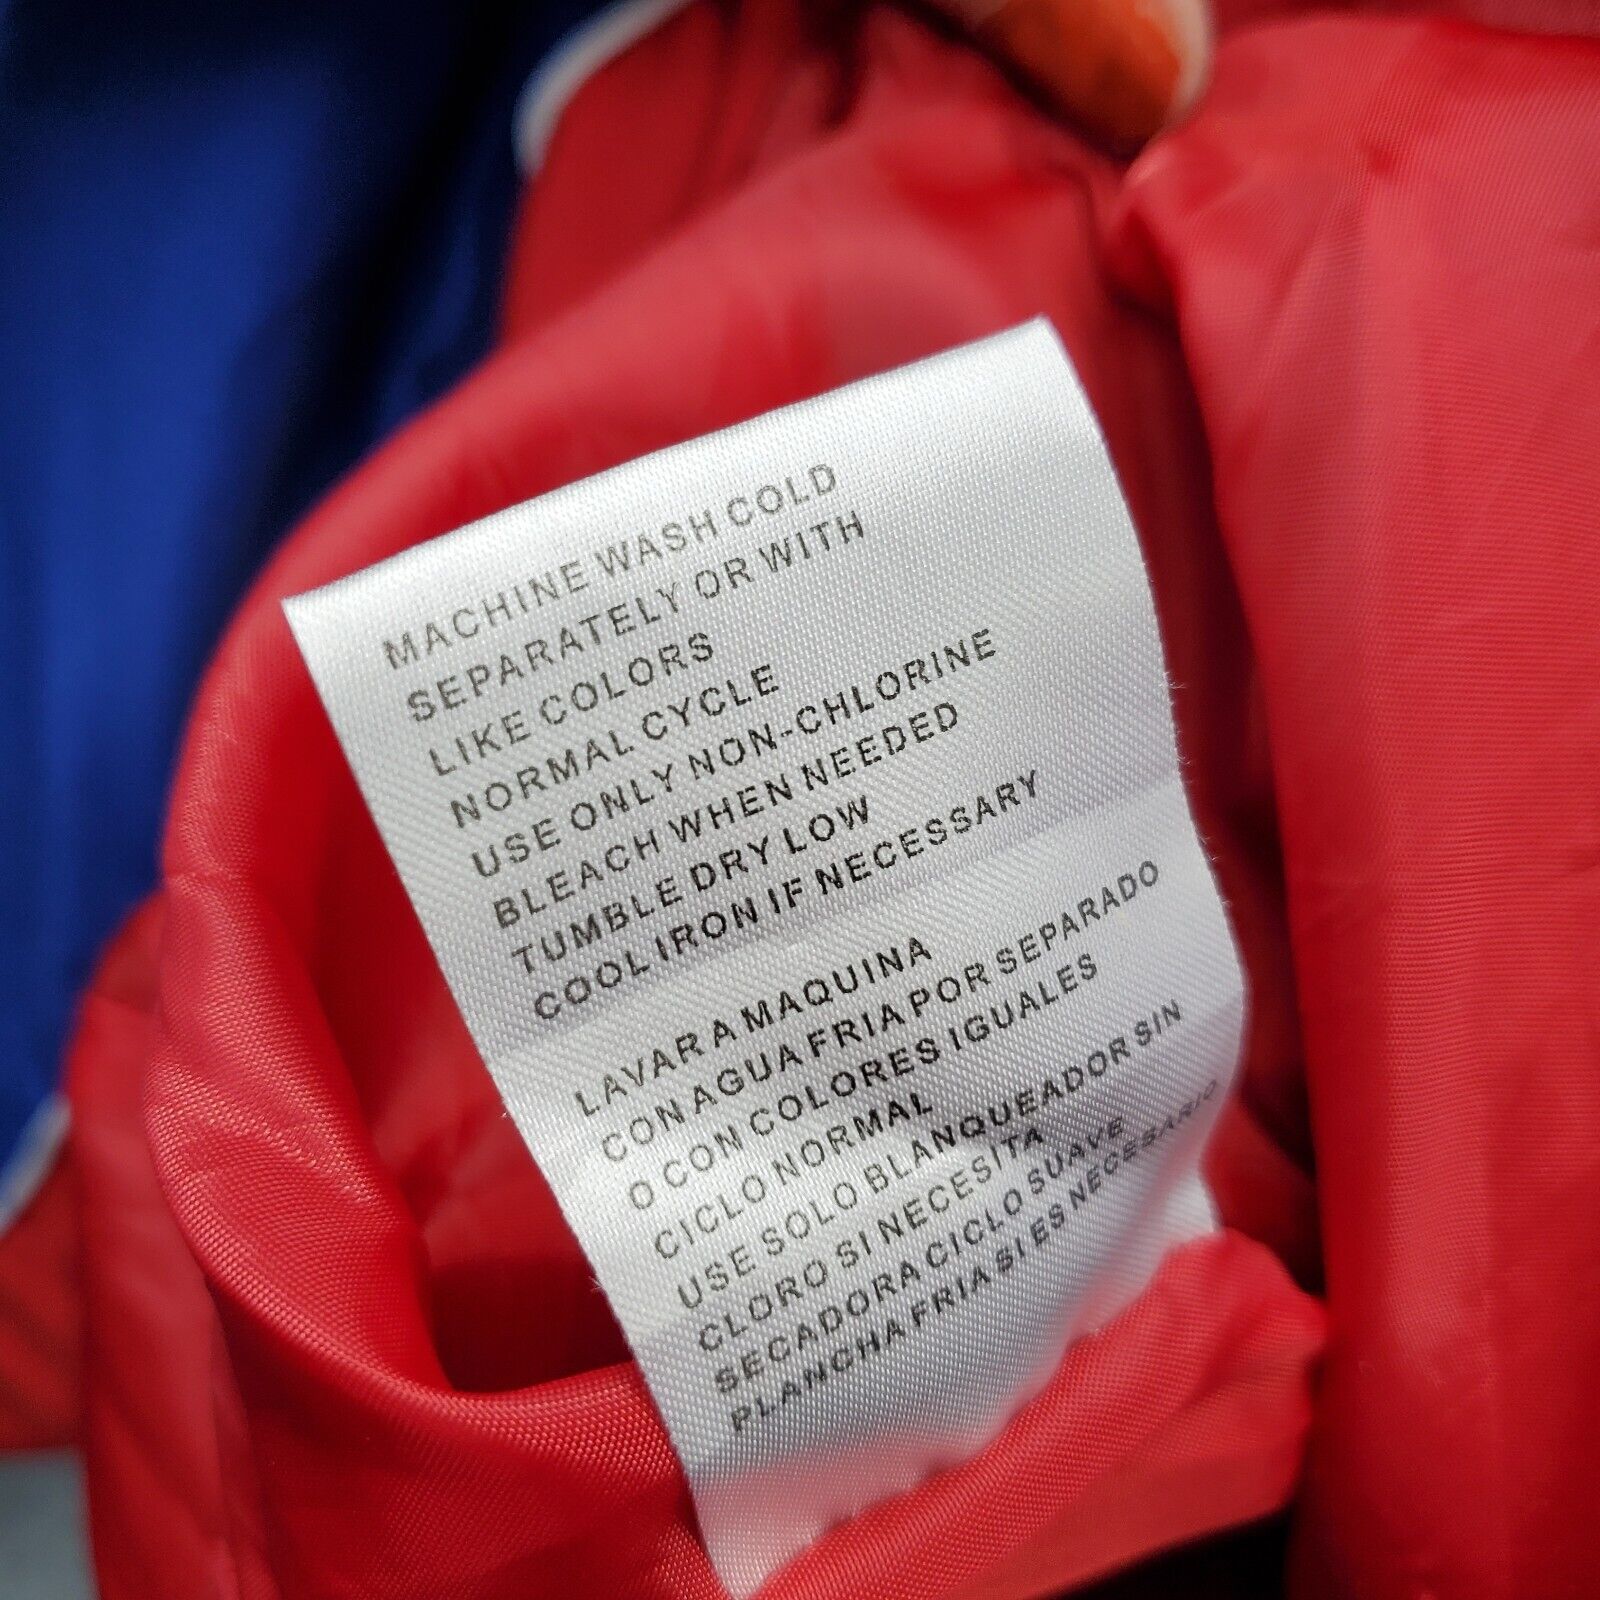 MACHINE WASH COLD
SEPARATELY OR WITH
LIKE COLORS
NORMAL CYCLE
USE ONLY NON-CHLORINE
BLEACH WHEN NEEDED
TUMBLE DRY LOW
COOL IRON IF NECESSARY
LAVAR A MAQUINA
CON AGUA FRIA POR SEPARADO
O CON COLORES IGUALES
CICLO NORMAL
USE SOLO BLANQUEADOR SIN
CLORO SI NECESITA
SECADORA CICLO SUAVE
PLANCHA FRIA SI ES NECESARIO